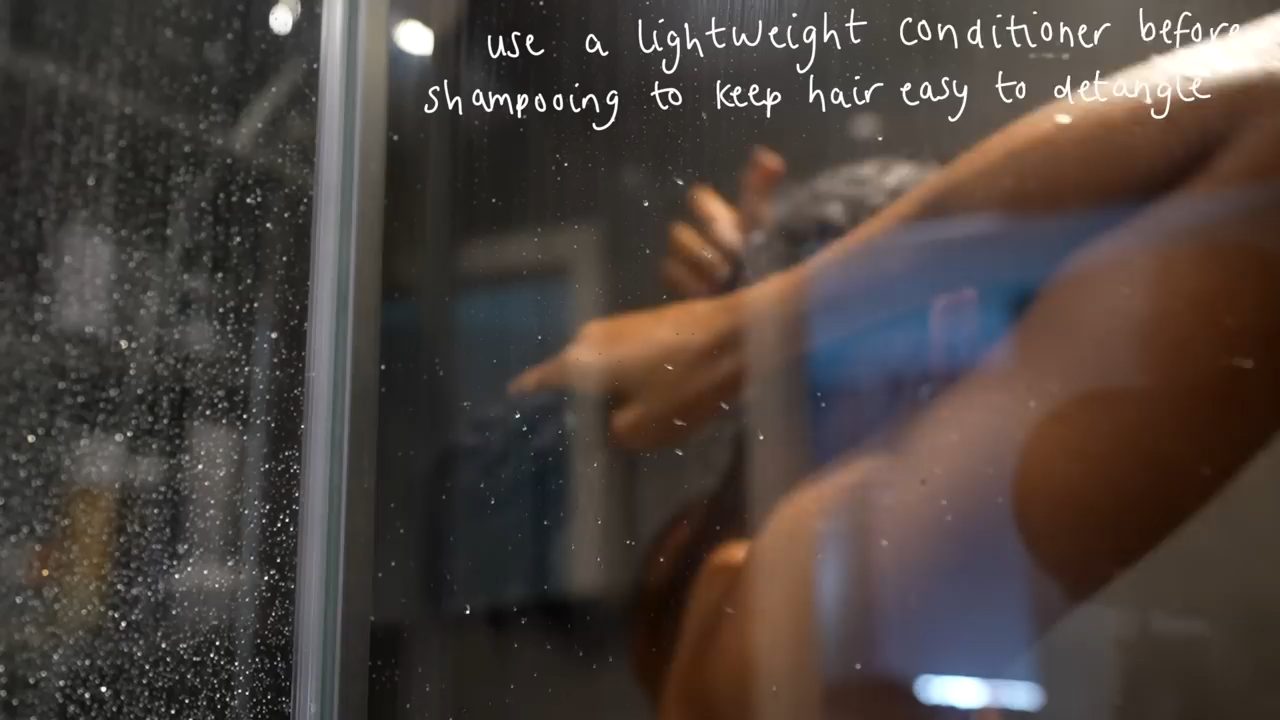 use a lightweight conditioner before
shampooing to keep hair easy to detangle